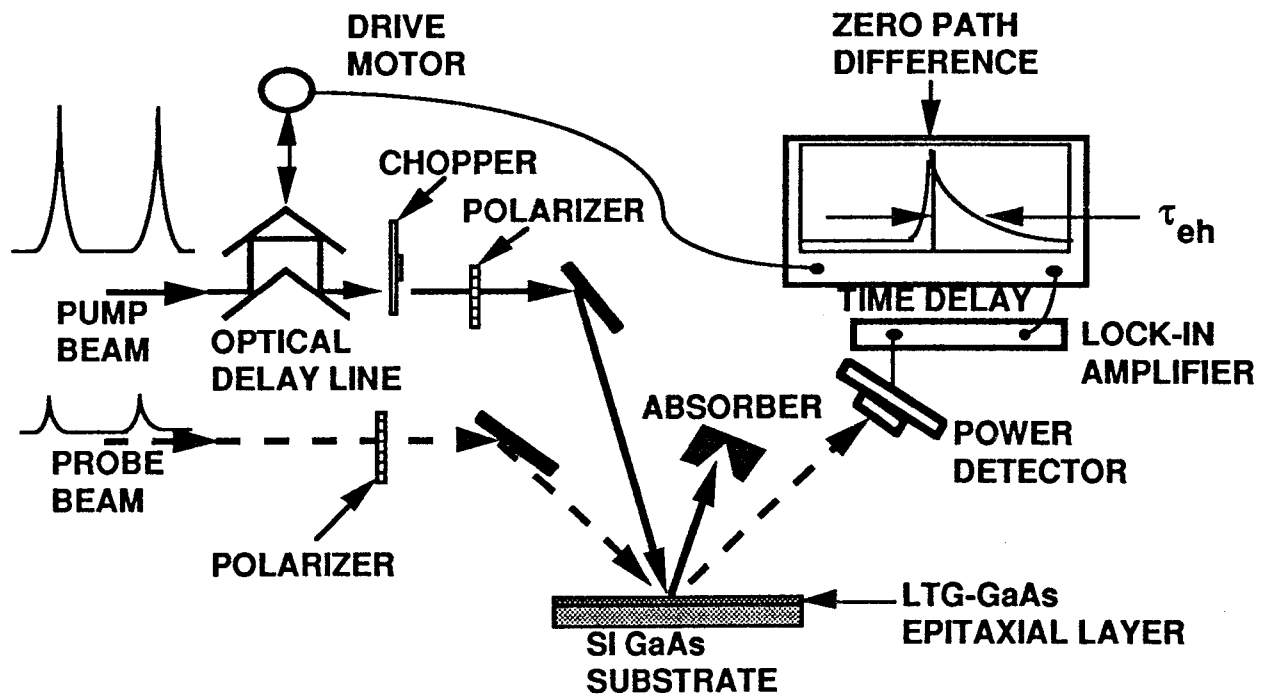 DRIVE
MOTOR
ZERO PATH
DIFFERENCE
CHOPPER
POLARIZER
τeh
PUMP
BEAM
OPTICAL
DELAY LINE
TIME DELAY
LOCK-IN
AMPLIFIER
ABSORBER
PROBE
BEAM
POWER
DETECTOR
POLARIZER
LTG-GaAs
EPITAXIAL LAYER
SI GaAs
SUBSTRATE